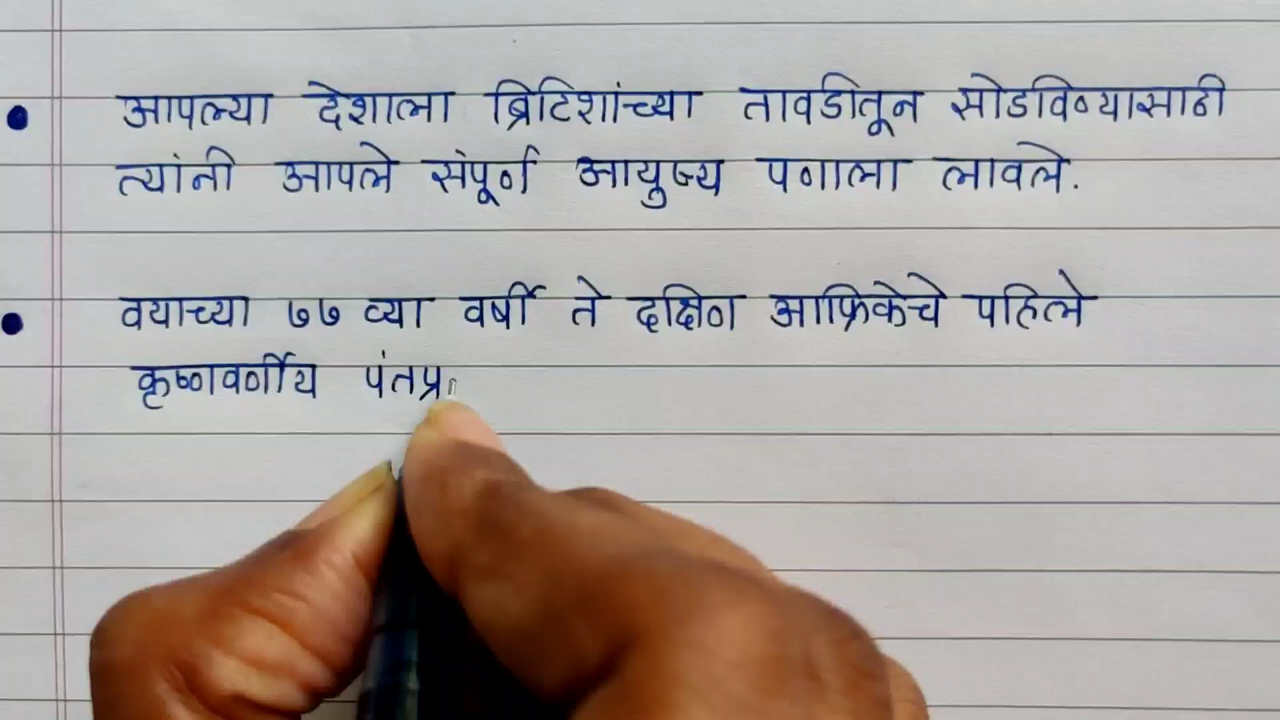 आपल्या देशाला ब्रिटिशांच्या तावडीतून सोडविण्यासाठी
त्यांनी आपले संपूर्ण आयुष्य पणाला लावले.
वयाच्या ७७ व्या वर्षी ते दक्षिण आफ्रिकेचे पहिले
कृष्णवर्णीय पंतप्र